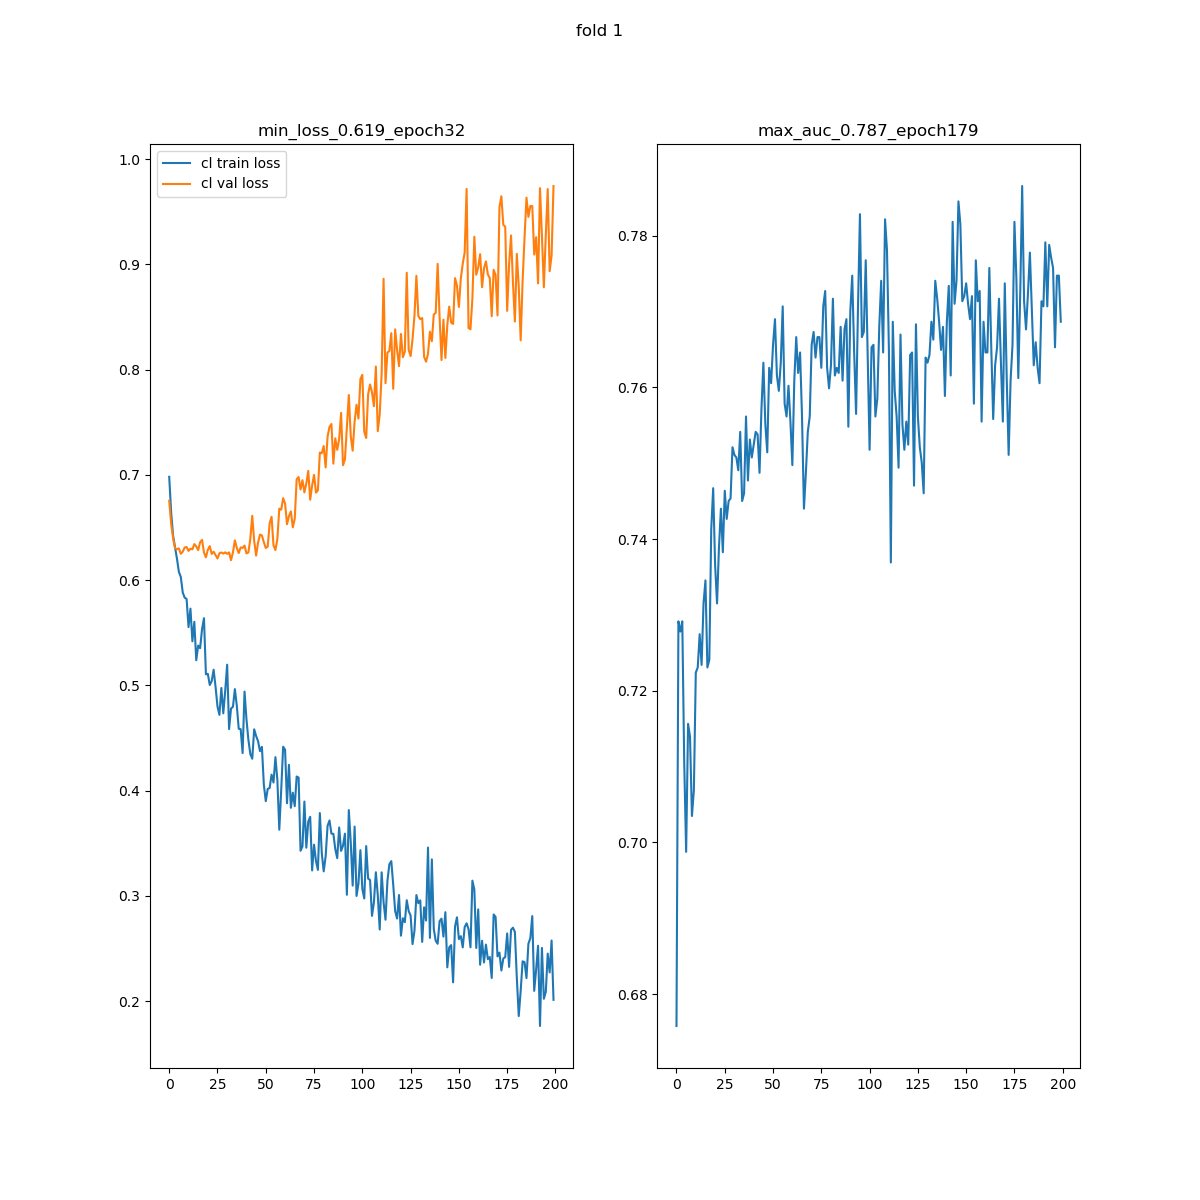 fold 1
min_loss_0.619_epoch32
cl train loss
cl val loss
1.0
0.9
0.8
0.7
0.6
0.5
0.4
0.3
0.2
0 25 50 75 100 125 150 175 200
max_auc_0.787_epoch179
0.78
0.76
0.74
0.72
0.70
0.68
0 25 50 75 100 125 150 175 200